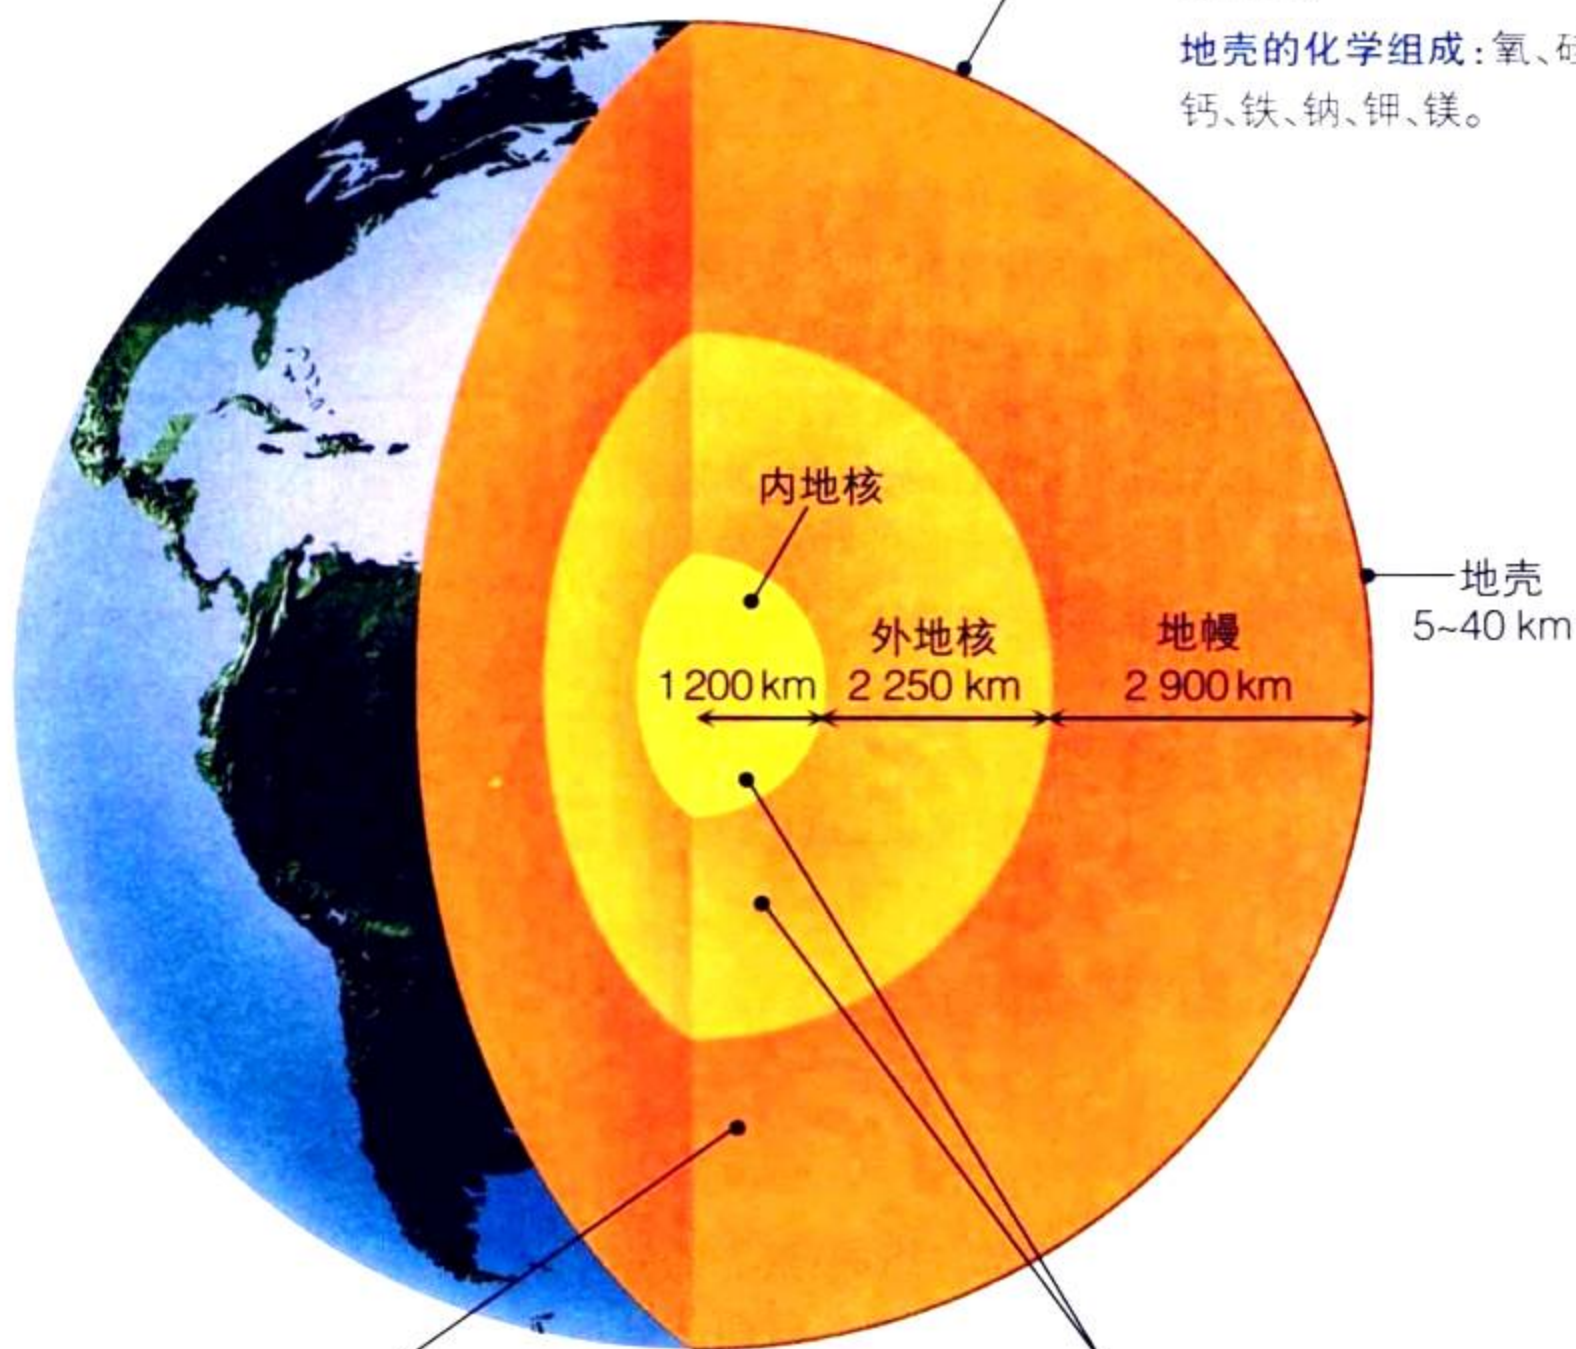 地壳的化学组成：氧、硅
钙、铁、钠、钾、镁。
内地核
地壳
5~40 km
外地核
地幔
1 200 km
2 250 km
2 900 km